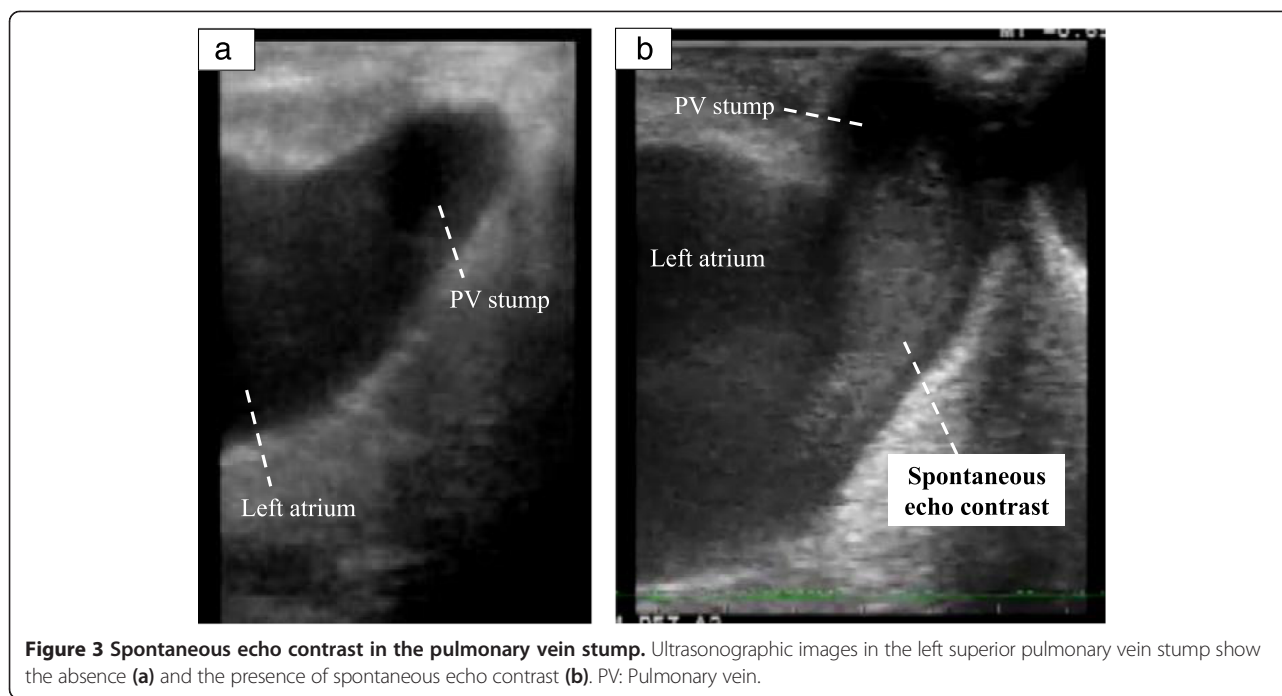 a
PV stump
Left atrium
b
PV stump
Left atrium
Spontaneous
echo contrast
Figure 3 Spontaneous echo contrast in the pulmonary vein stump. Ultrasonographic images in the left superior pulmonary vein stump show
the absence (a) and the presence of spontaneous echo contrast (b). PV: Pulmonary vein.